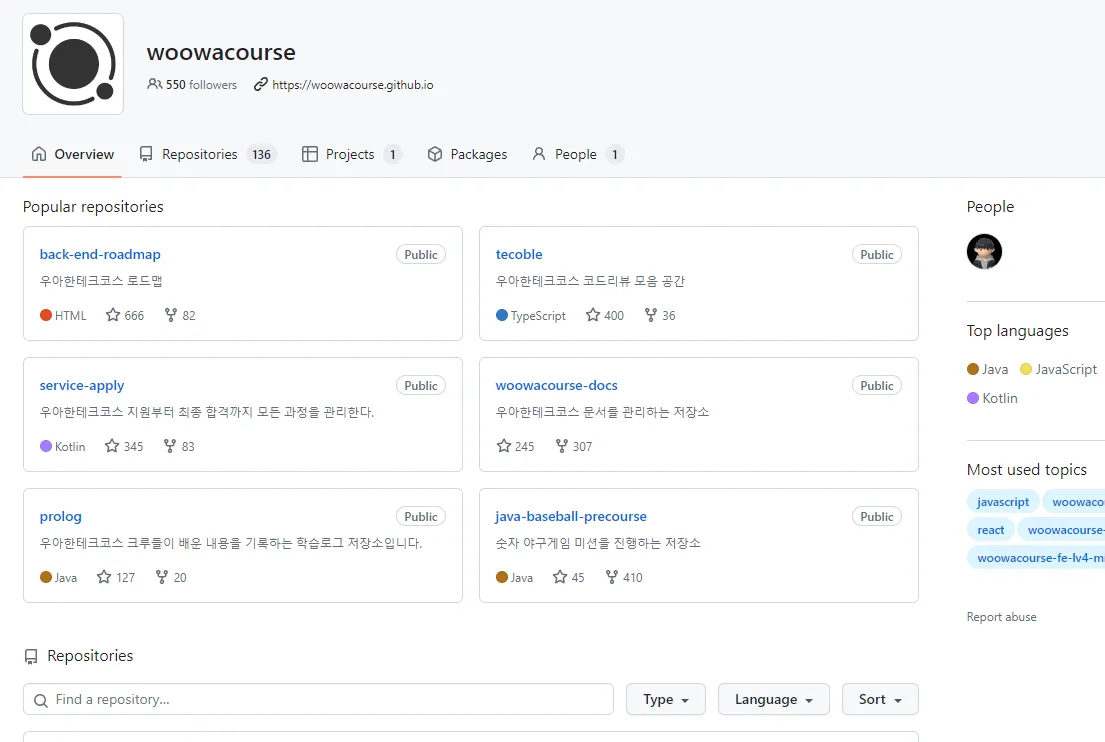 woowacourse
550 followers https://woowacourse.github.io
Overview Repositories 136 Projects 1 Packages People 1
Popular repositories
back-end-roadmap Public
우아한테크코스 로드맵
HTML 666 82
tecoble Public
우아한테크코스 코드리뷰 모음 공간
TypeScript 400 36
service-apply Public
우아한테크코스 지원부터 최종 합격까지 모든 과정을 관리한다.
Kotlin 345 83
woowacourse-docs Public
우아한테크코스 문서를 관리하는 저장소
245 307
prolog Public
우아한테크코스 크루들이 배운 내용을 기록하는 학습로그 저장소입니다.
Java 127 20
java-baseball-precourse Public
숫자 야구게임 미션을 진행하는 저장소
Java 45 410
Repositories
Find a repository... Type Language Sort
People
Top languages
Java JavaScript
Kotlin
Most used topics
javascript woowaco
react woowacourse-
woowacourse-fe-lv4-m
Report abuse